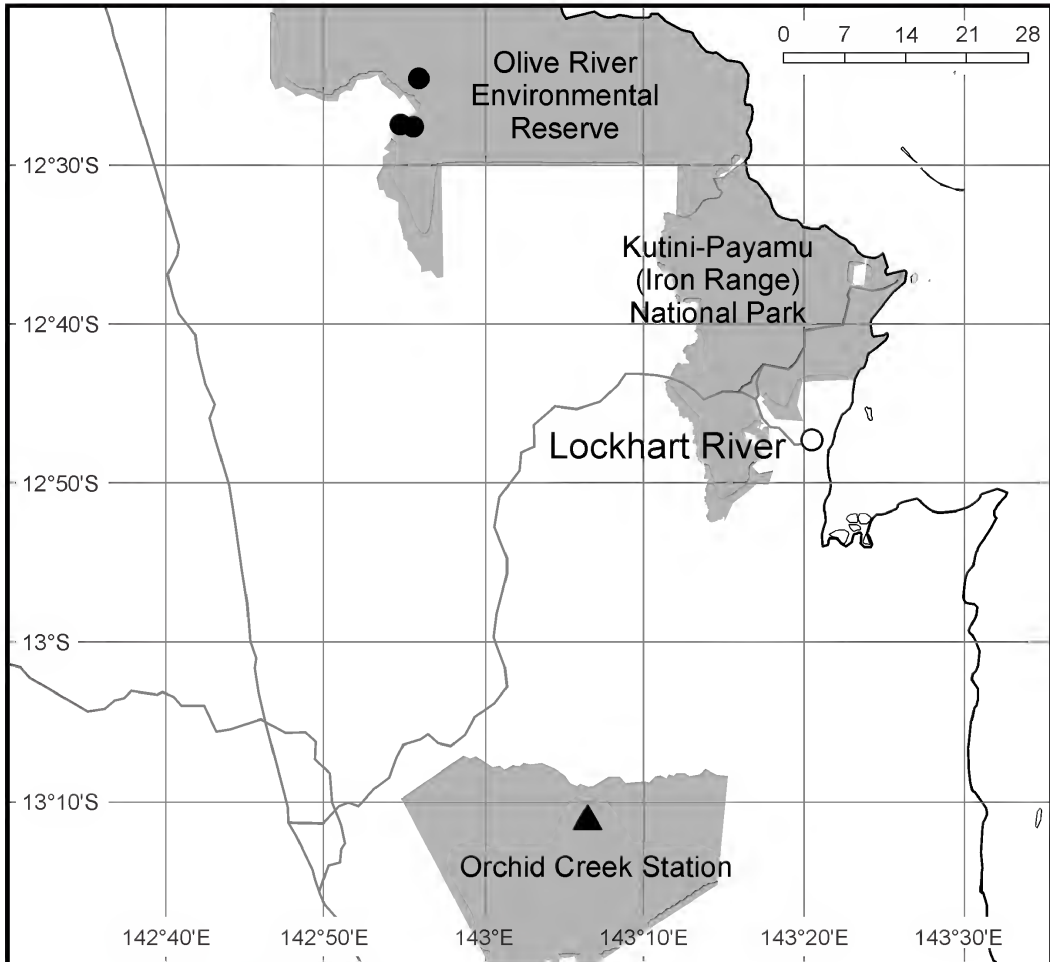 0 7 14 21 28
Olive River
Environmental
Reserve
12°30'S
Kutini-Payamu
(Iron Range)
National Park
12°40'S
Lockhart River
12°50'S
13°S
13°10'S
Orchid Creek Station
142°40'E 142°50'E 143°E 143°10'E 143°20'E 143°30'E